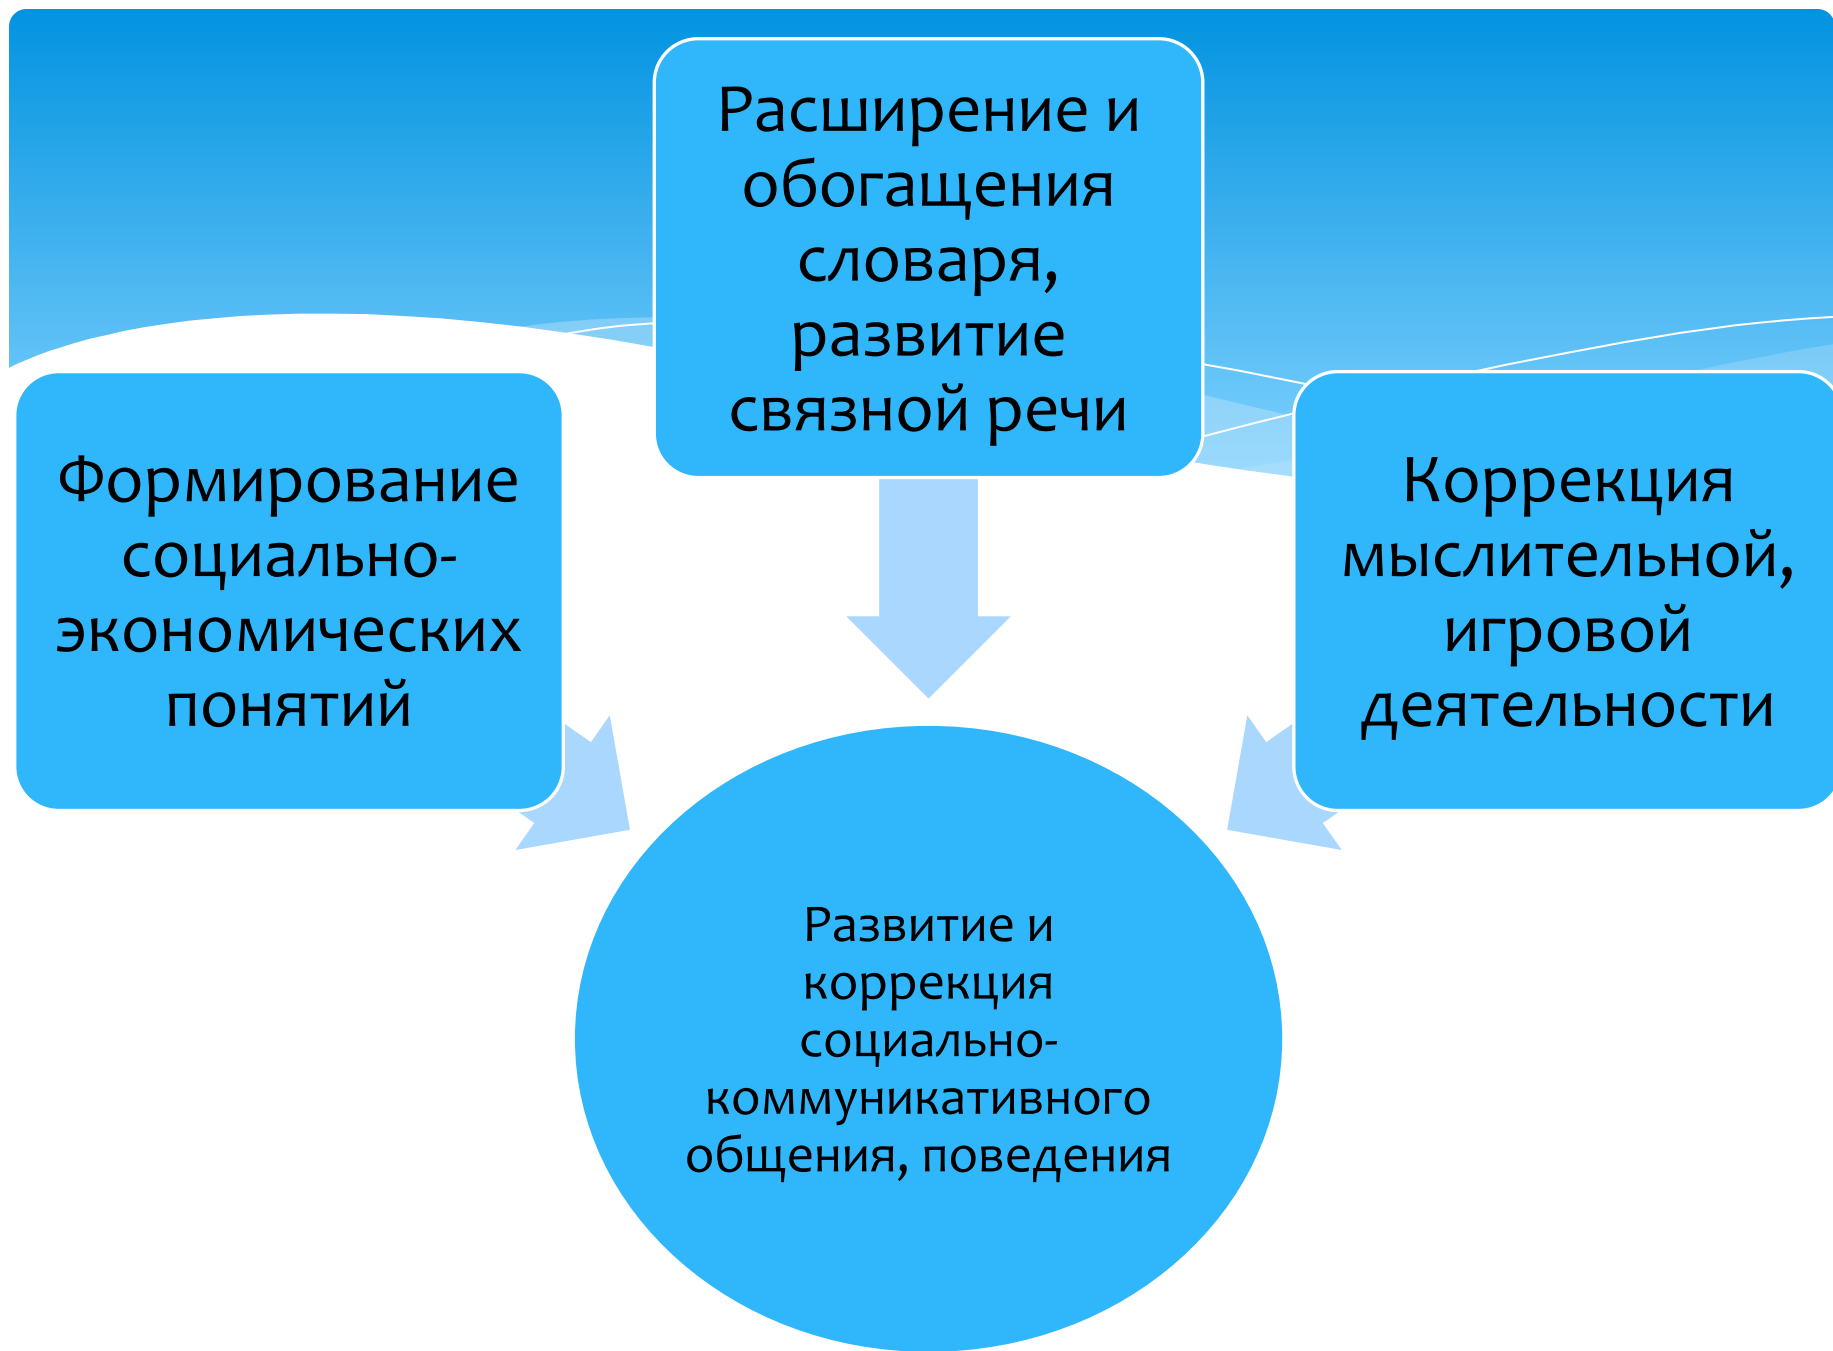 Расширение и
обогащения
словаря,
развитие
связной речи
Формирование
социально-
экономических
понятий
Коррекция
мыслительной,
игровой
деятельности
Развитие и
коррекция
социально-
коммуникативного
общения, поведения